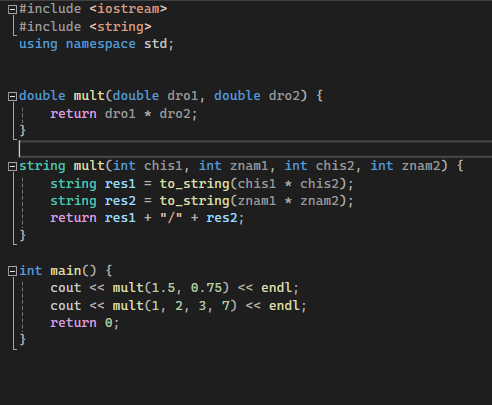 #include <iostream>
#include <string>
using namespace std;
double mult(double dro1, double dro2) {
    return dro1 * dro2;
}
string mult(int chis1, int znam1, int chis2, int znam2) {
    string res1 = to_string(chis1 * chis2);
    string res2 = to_string(znam1 * znam2);
    return res1 + "/" + res2;
}
int main() {
    cout << mult(1.5, 0.75) << endl;
    cout << mult(1, 2, 3, 7) << endl;
    return 0;
}